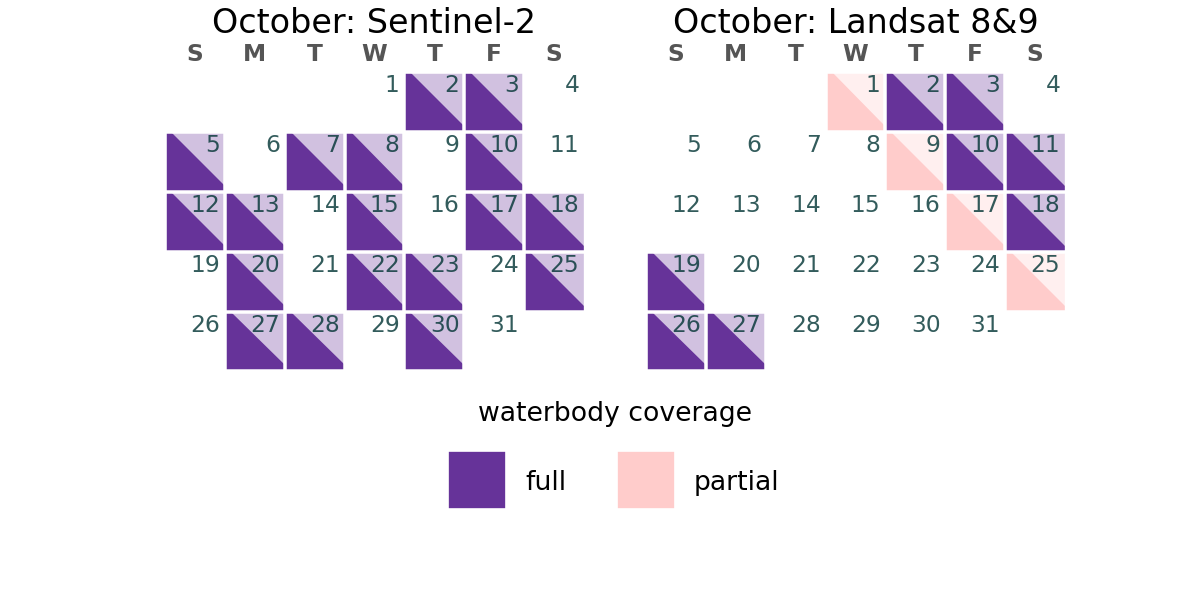 October: Sentinel-2
S M T W T F S
1 2 3 4
5 6 7 8 9 10 11
12 13 14 15 16 17 18
19 20 21 22 23 24 25
26 27 28 29 30 31
October: Landsat 8&9
S M T W T F S
1 2 3 4
5 6 7 8 9 10 11
12 13 14 15 16 17 18
19 20 21 22 23 24 25
26 27 28 29 30 31
waterbody coverage
full
partial